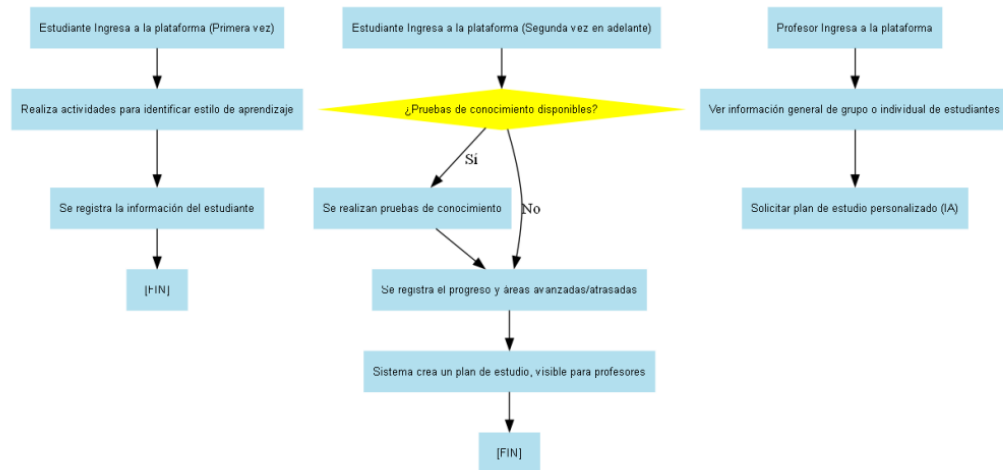 Estudiante Ingresa a la plataforma (Primera vez)
Realiza actividades para identificar estilo de aprendizaje
Se registra la información del estudiante
[FIN]
Estudiante Ingresa a la plataforma (Segunda vez en adelante)
¿Pruebas de conocimiento disponibles?
Sí
Se realizan pruebas de conocimiento
No
Se registra el progreso y áreas avanzadas/atrasadas
Sistema crea un plan de estudio, visible para profesores
[FIN]
Profesor Ingresa a la plataforma
Ver información general de grupo o individual de estudiantes
Solicitar plan de estudio personalizado (IA)